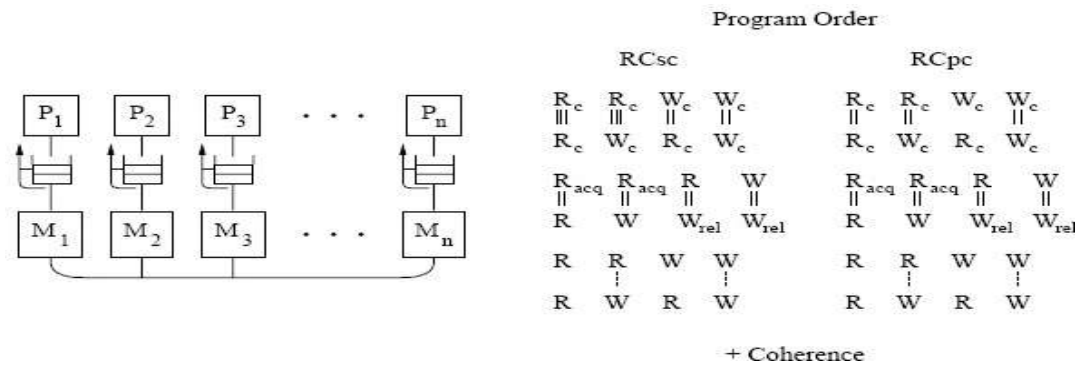 Program Order
RCsc RCpc
P1 P2 P3 . . . Pn
M1 M2 M3 . . . Mn
Rc Rc Wc Wc
Rc Wc Rc Wc
Racq Racq R W
R W Wrel Wrel
R R W W
R W R W
Rc Rc Wc Wc
Rc Wc Rc Wc
Racq Racq R W
R W Wrel Wrel
R R W W
R W R W
+ Coherence